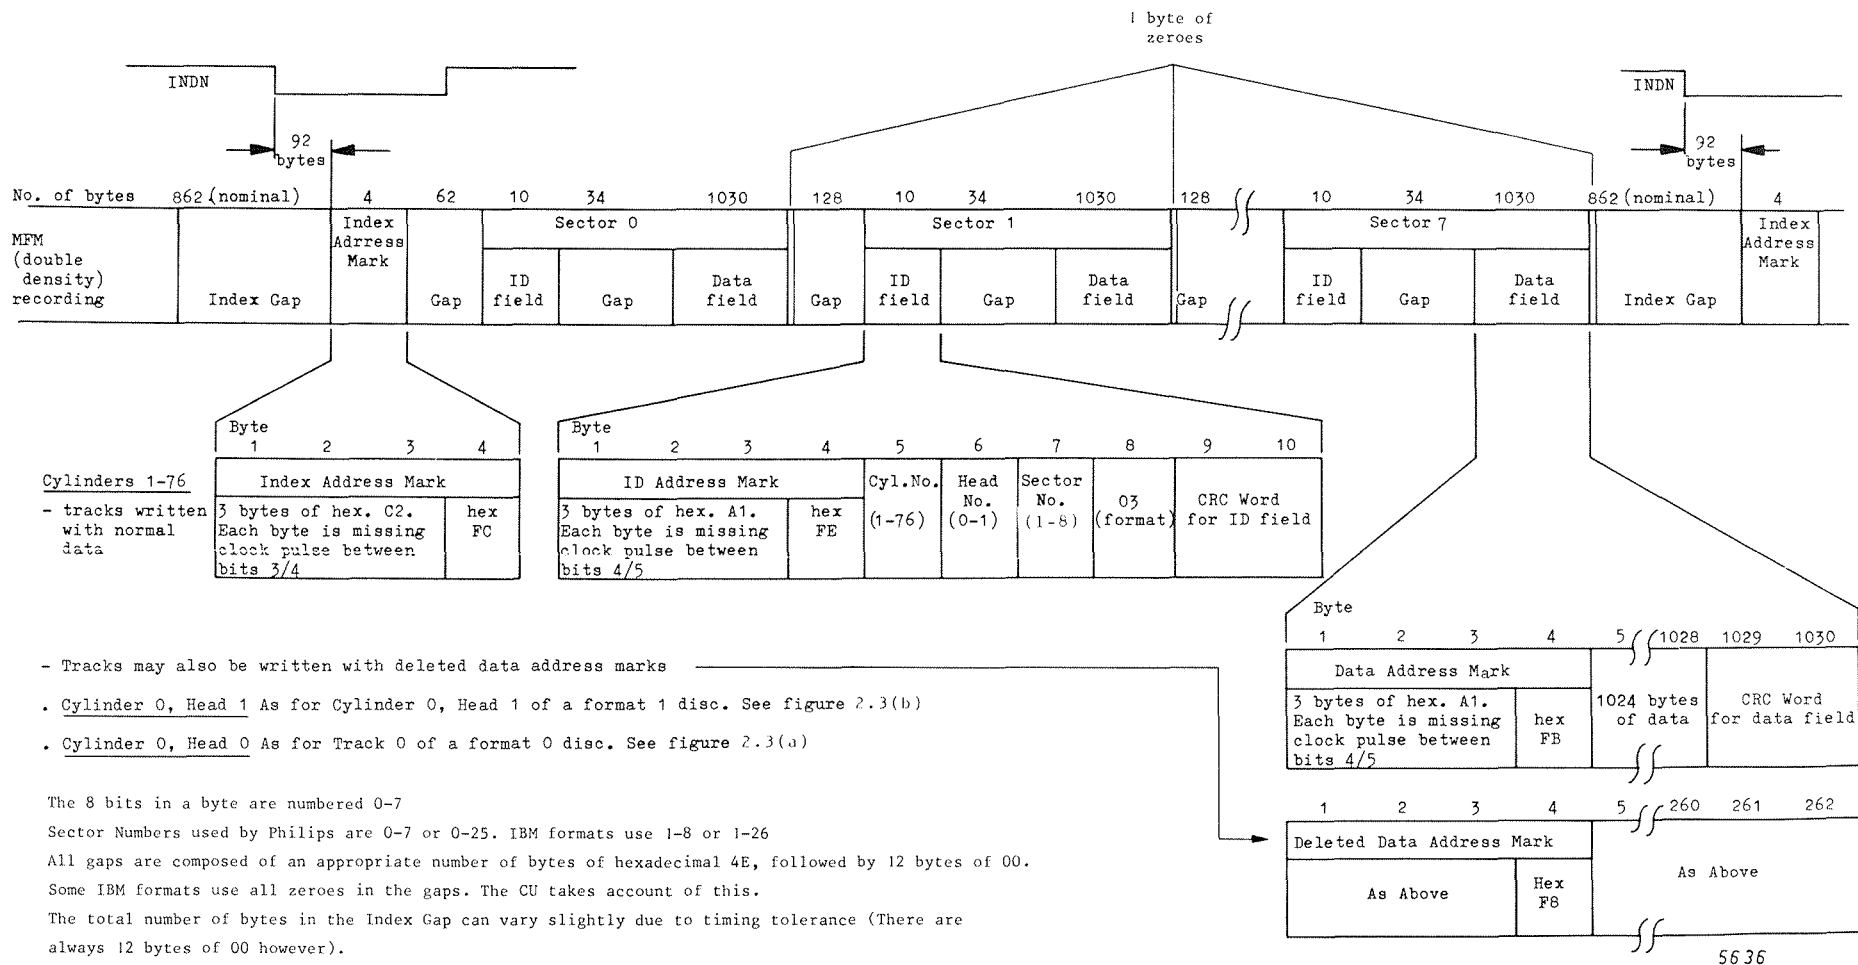 1 byte of
zeroes
INDN
INDN
92
bytes
92
bytes
No. of bytes 862 (nominal) 4 62 10 34 1030 128 10 34 1030 128 10 34 1030 862 (nominal) 4
MFM
(double
density)
recording
Index Gap
Index
Adrress
Mark
Gap
Sector 0
ID
field
Gap
Data
field
Gap
Sector 1
ID
field
Gap
Data
field
Gap
Sector 7
ID
field
Gap
Data
field
Index Gap
Index
Address
Mark
Cylinders 1-76
- tracks written
with normal
data
Byte
1 2 3 4
Index Address Mark
3 bytes of hex. C2.
Each byte is missing
clock pulse between
bits 3/4
hex
FC
Byte
1 2 3 4 5 6 7 8 9 10
ID Address Mark
3 bytes of hex. A1.
Each byte is missing
clock pulse between
bits 4/5
hex
FE
Cyl.No.
(1-76)
Head
No.
(0-1)
Sector
No.
(1-8)
03
(format)
CRC Word
for ID field
Byte
1 2 3 4 5 1028 1029 1030
Data Address Mark
3 bytes of hex. A1.
Each byte is missing
clock pulse between
bits 4/5
hex
FB
1024 bytes
of data
CRC Word
for data field
- Tracks may also be written with deleted data address marks
. Cylinder 0, Head 1 As for Cylinder 0, Head 1 of a format 1 disc. See figure 2.3(b)
. Cylinder 0, Head 0 As for Track 0 of a format 0 disc. See figure 2.3(a)
1 2 3 4 5 260 261 262
Deleted Data Address Mark
As Above
Hex
F8
As Above
The 8 bits in a byte are numbered 0-7
Sector Numbers used by Philips are 0-7 or 0-25. IBM formats use 1-8 or 1-26
All gaps are composed of an appropriate number of bytes of hexadecimal 4E, followed by 12 bytes of 00.
Some IBM formats use all zeroes in the gaps. The CU takes account of this.
The total number of bytes in the Index Gap can vary slightly due to timing tolerance (There are
always 12 bytes of 00 however).
5636